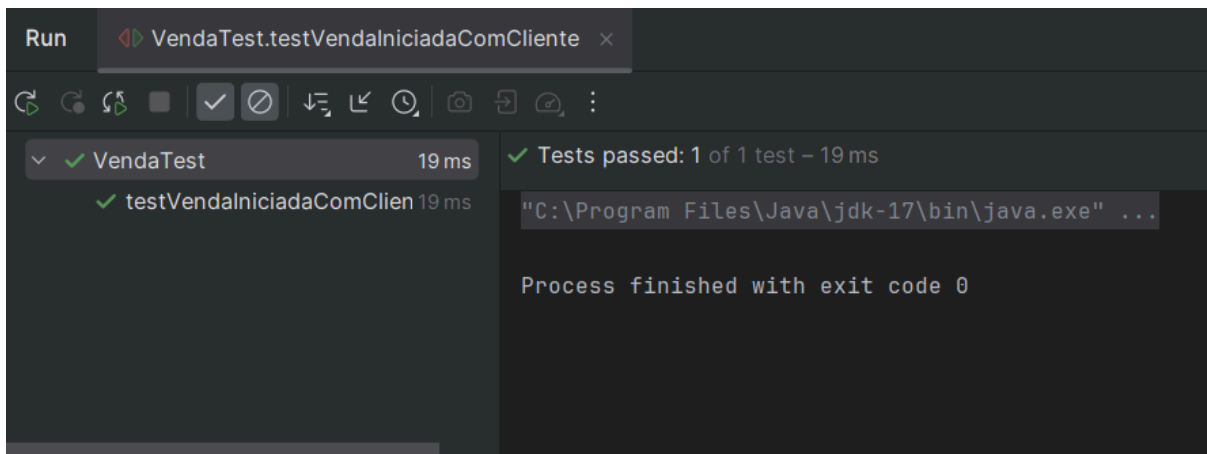 Run VendaTest.testVendaIniciadaComCliente
VendaTest 19 ms
testVendaIniciadaComClien 19 ms
Tests passed: 1 of 1 test – 19 ms
"C:\Program Files\Java\jdk-17\bin\java.exe" ...
Process finished with exit code 0